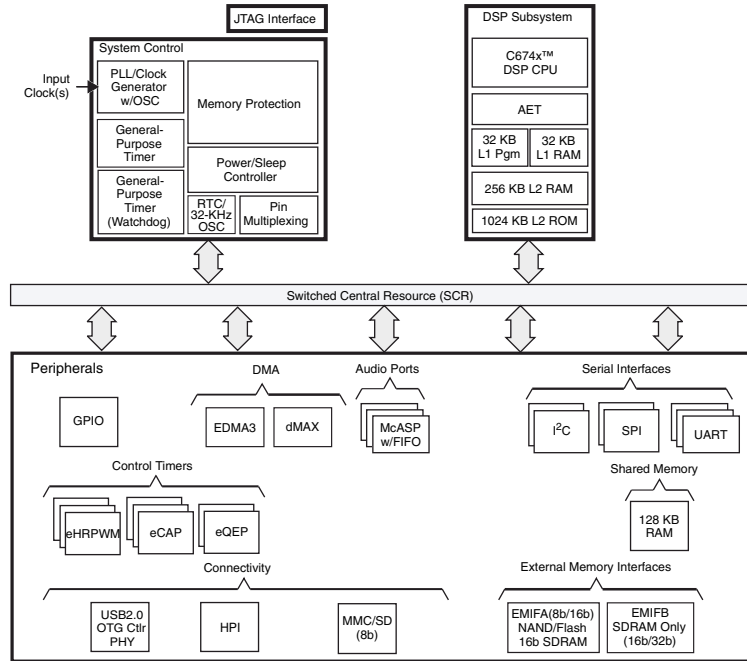 JTAG Interface
System Control
Input
Clock(s)
PLL/Clock
Generator
w/OSC
General-
Purpose
Timer
General-
Purpose
Timer
(Watchdog)
Memory Protection
Power/Sleep
Controller
RTC/
32-KHz
OSC
Pin
Multiplexing
DSP Subsystem
C674x™
DSP CPU
AET
32 KB
L1 Pgm
32 KB
L1 RAM
256 KB L2 RAM
1024 KB L2 ROM
Switched Central Resource (SCR)
Peripherals
GPIO
DMA
EDMA3
dMAX
Audio Ports
McASP
w/FIFO
Serial Interfaces
I²C
SPI
UART
Control Timers
eHRPWM
eCAP
eQEP
Shared Memory
128 KB
RAM
Connectivity
USB2.0
OTG Ctlr
PHY
HPI
MMC/SD
(8b)
External Memory Interfaces
EMIFA(8b/16b)
NAND/Flash
16b SDRAM
EMIFB
SDRAM Only
(16b/32b)